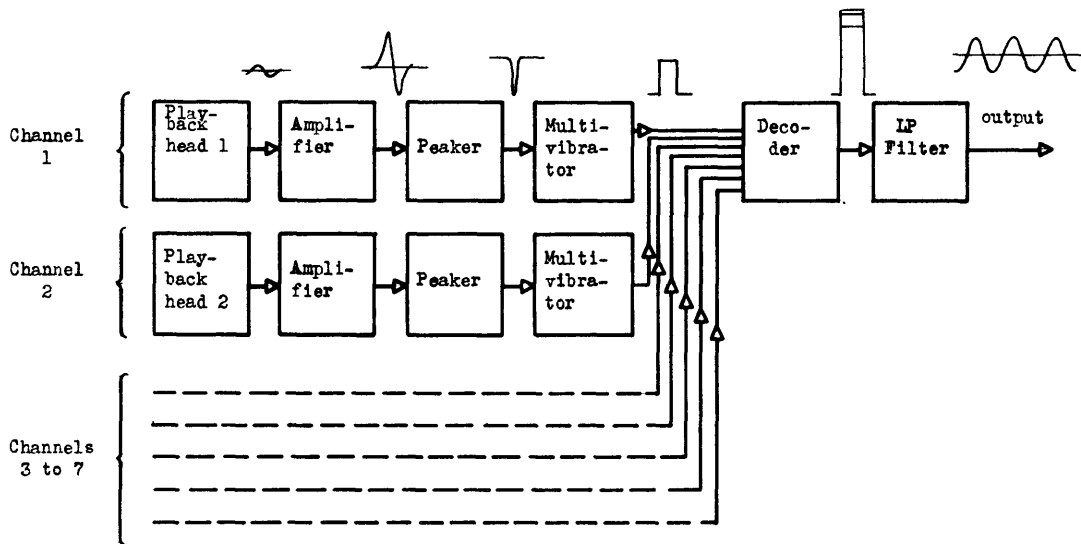 Channel
1
Play-
back
head 1
Ampli-
fier
Peaker
Multi-
vibra-
tor
Deco-
der
LP
Filter
output
Channel
2
Play-
back
head 2
Ampli-
fier
Peaker
Multi-
vibra-
tor
Channels
3 to 7